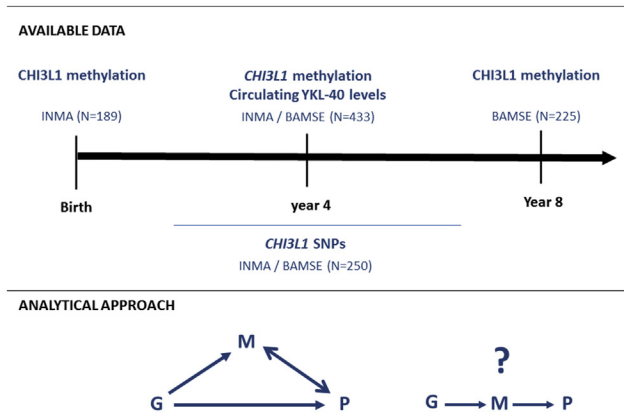 AVAILABLE DATA
CHI3L1 methylation
INMA (N=189)
CHI3L1 methylation
Circulating YKL-40 levels
INMA / BAMSE (N=433)
CHI3L1 methylation
BAMSE (N=225)
Birth
year 4
Year 8
CHI3L1 SNPs
INMA / BAMSE (N=250)
ANALYTICAL APPROACH
M
G
P
?
G M P